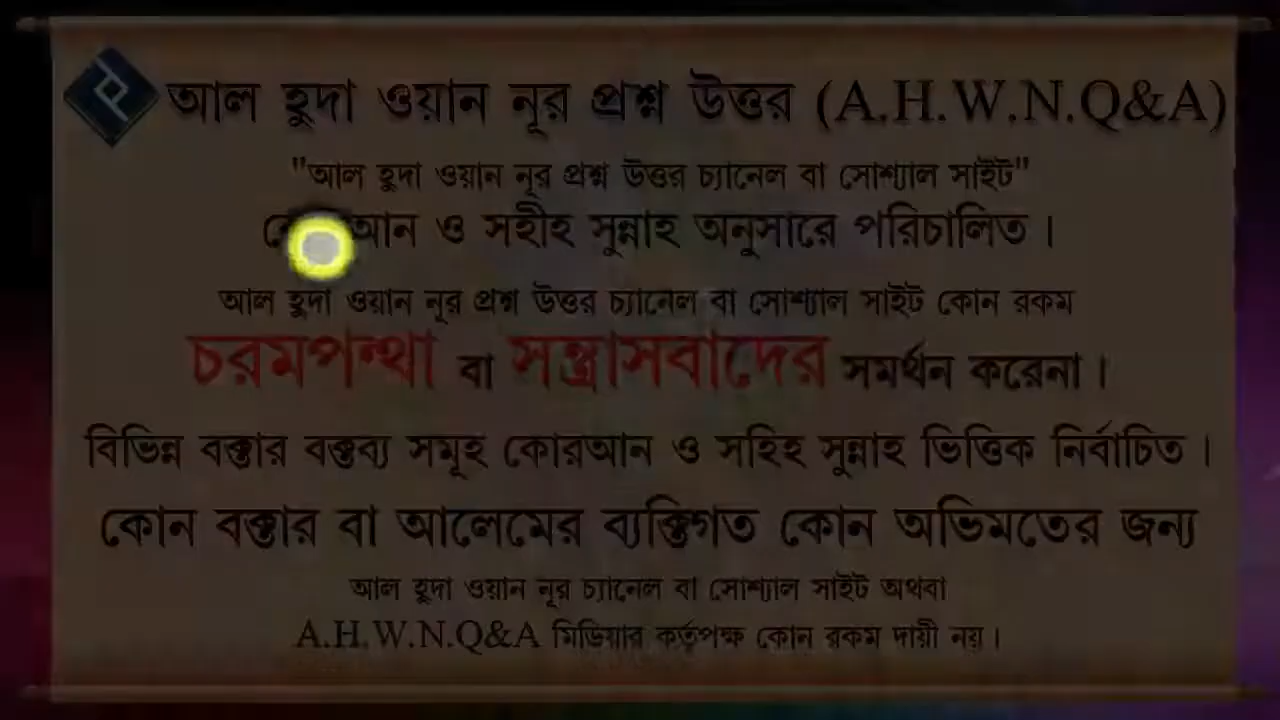 আল হুদা ওয়ান নূর প্রশ্ন উত্তর (A.H.W.N.Q&A)
"আল হুদা ওয়ান নূর প্রশ্ন উত্তর চ্যানেল বা সোশ্যাল সাইট"
ও সহীহ সুন্নাহ অনুসারে পরিচালিত ।
আল হুদা ওয়ান নূর প্রশ্ন উত্তর চ্যানেল বা সোশ্যাল সাইট কোন রকম
চরমপন্থা বা সন্ত্রাসবাদের সমর্থন করেনা ।
বিভিন্ন বক্তার বক্তব্য সমূহ কোরআন ও সহিহ সুন্নাহ ভিত্তিক নির্বাচিত ।
কোন বক্তার বা আলেমের ব্যক্তিগত কোন অভিমতের জন্য
আল হুদা ওয়ান নূর চ্যানেল বা সোশ্যাল সাইট অথবা
A.H.W.N.Q&A মিডিয়ার কর্তৃপক্ষ কোন রকম দায়ী নয় ।